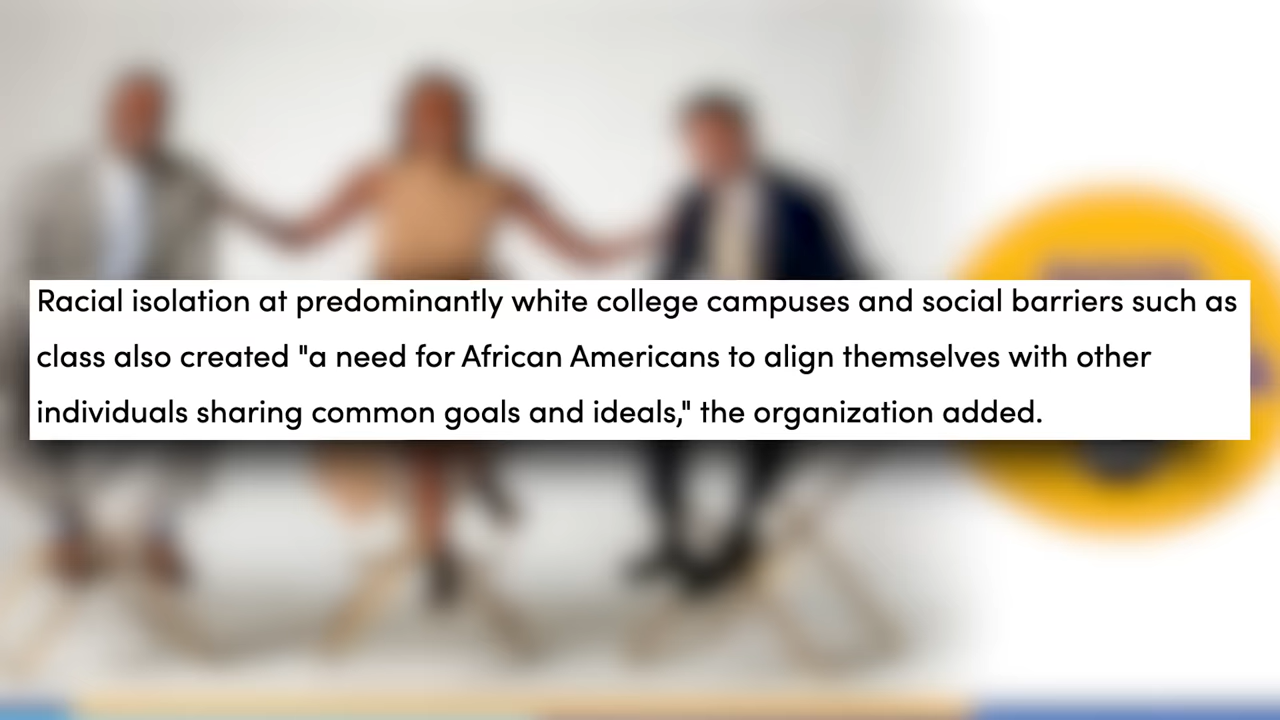 Racial isolation at predominantly white college campuses and social barriers such as
class also created "a need for African Americans to align themselves with other
individuals sharing common goals and ideals," the organization added.